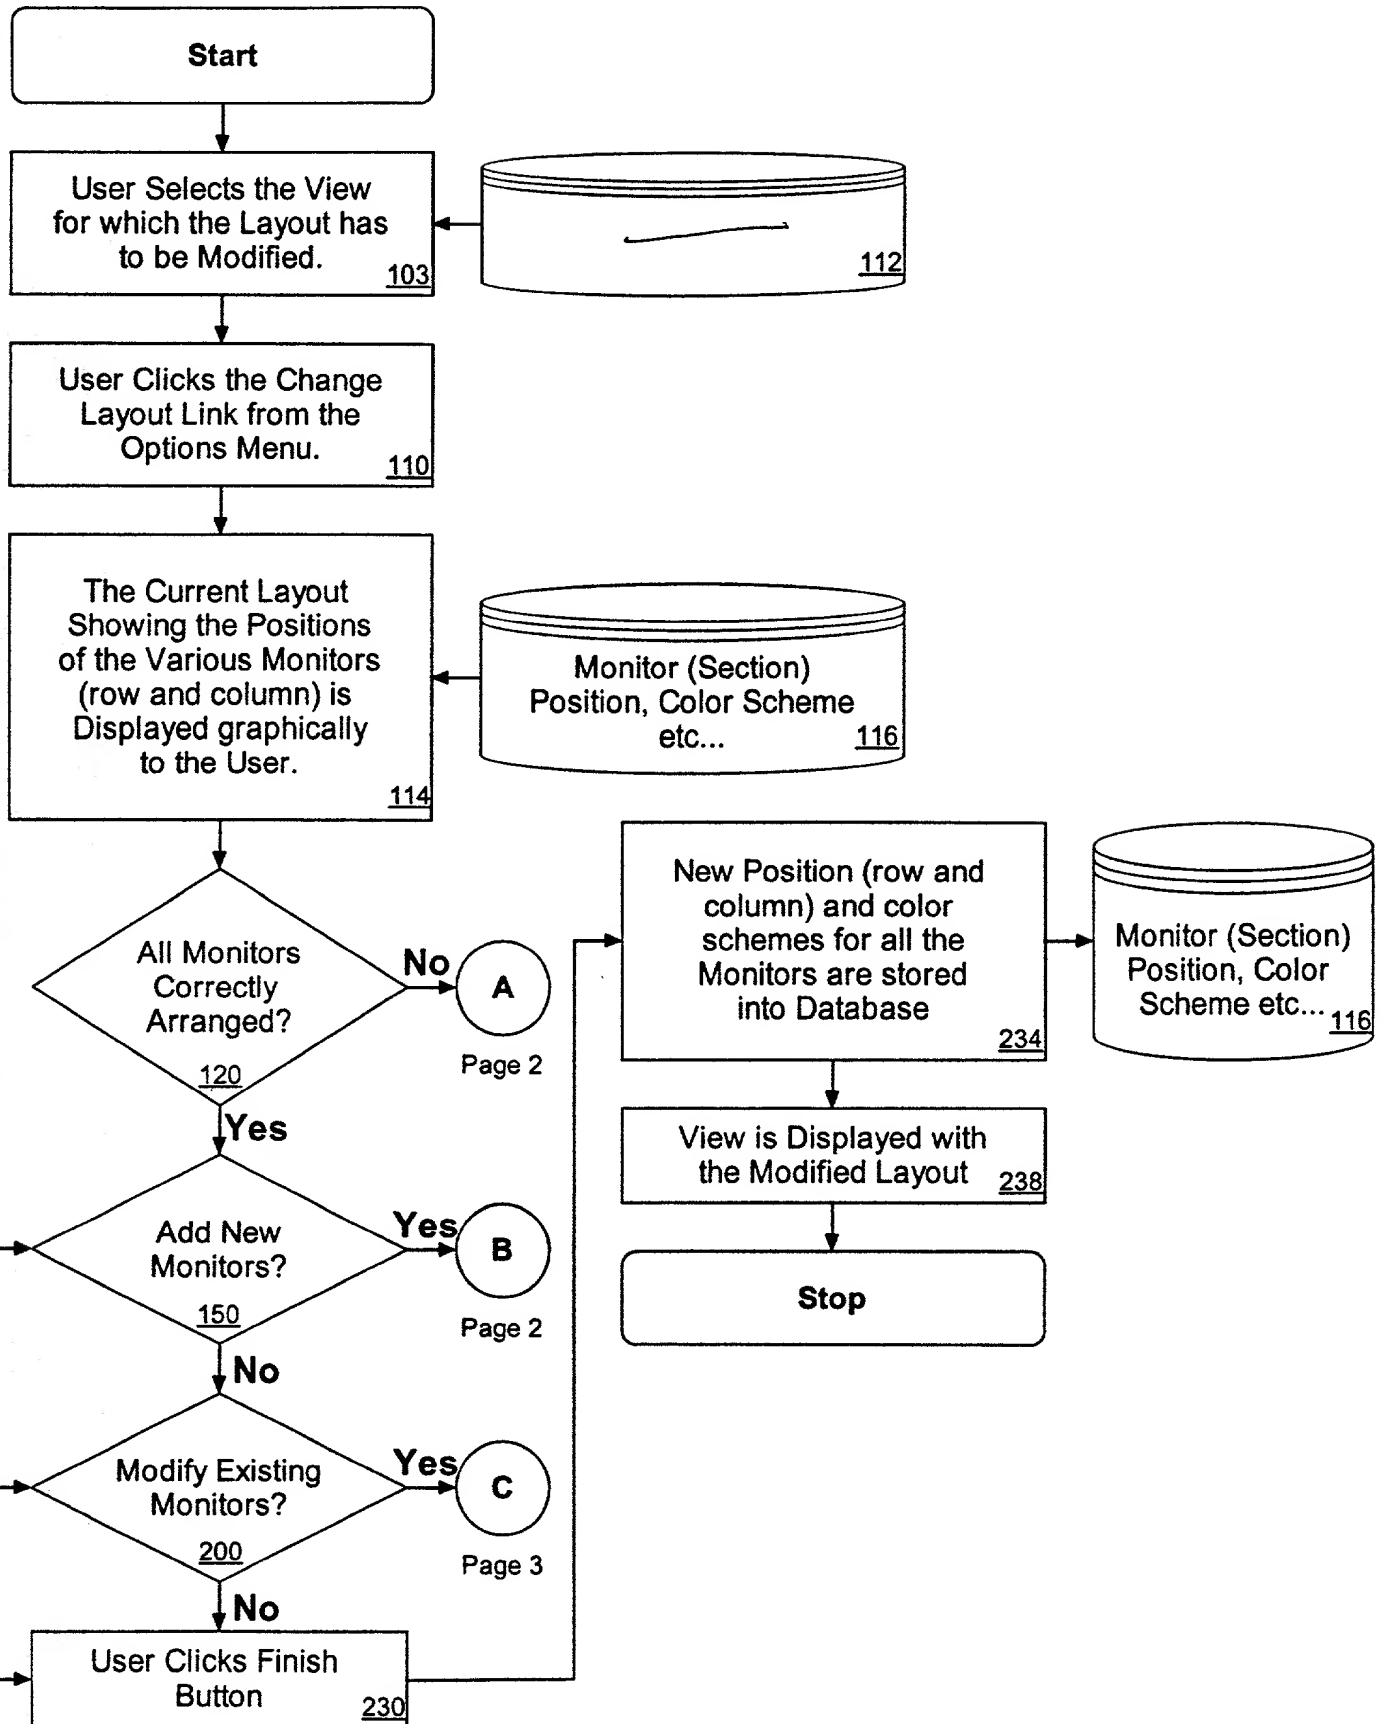 Start
User Selects the View
for which the Layout has
to be Modified.
103
112
User Clicks the Change
Layout Link from the
Options Menu.
110
The Current Layout
Showing the Positions
of the Various Monitors
(row and column) is
Displayed graphically
to the User.
114
Monitor (Section)
Position, Color Scheme
etc...
116
All Monitors
Correctly
Arranged?
120
No
A
Page 2
Yes
Add New
Monitors?
150
Yes
B
Page 2
No
Modify Existing
Monitors?
200
Yes
C
Page 3
No
User Clicks Finish
Button
230
New Position (row and
column) and color
schemes for all the
Monitors are stored
into Database
234
Monitor (Section)
Position, Color
Scheme etc...
116
View is Displayed with
the Modified Layout
238
Stop